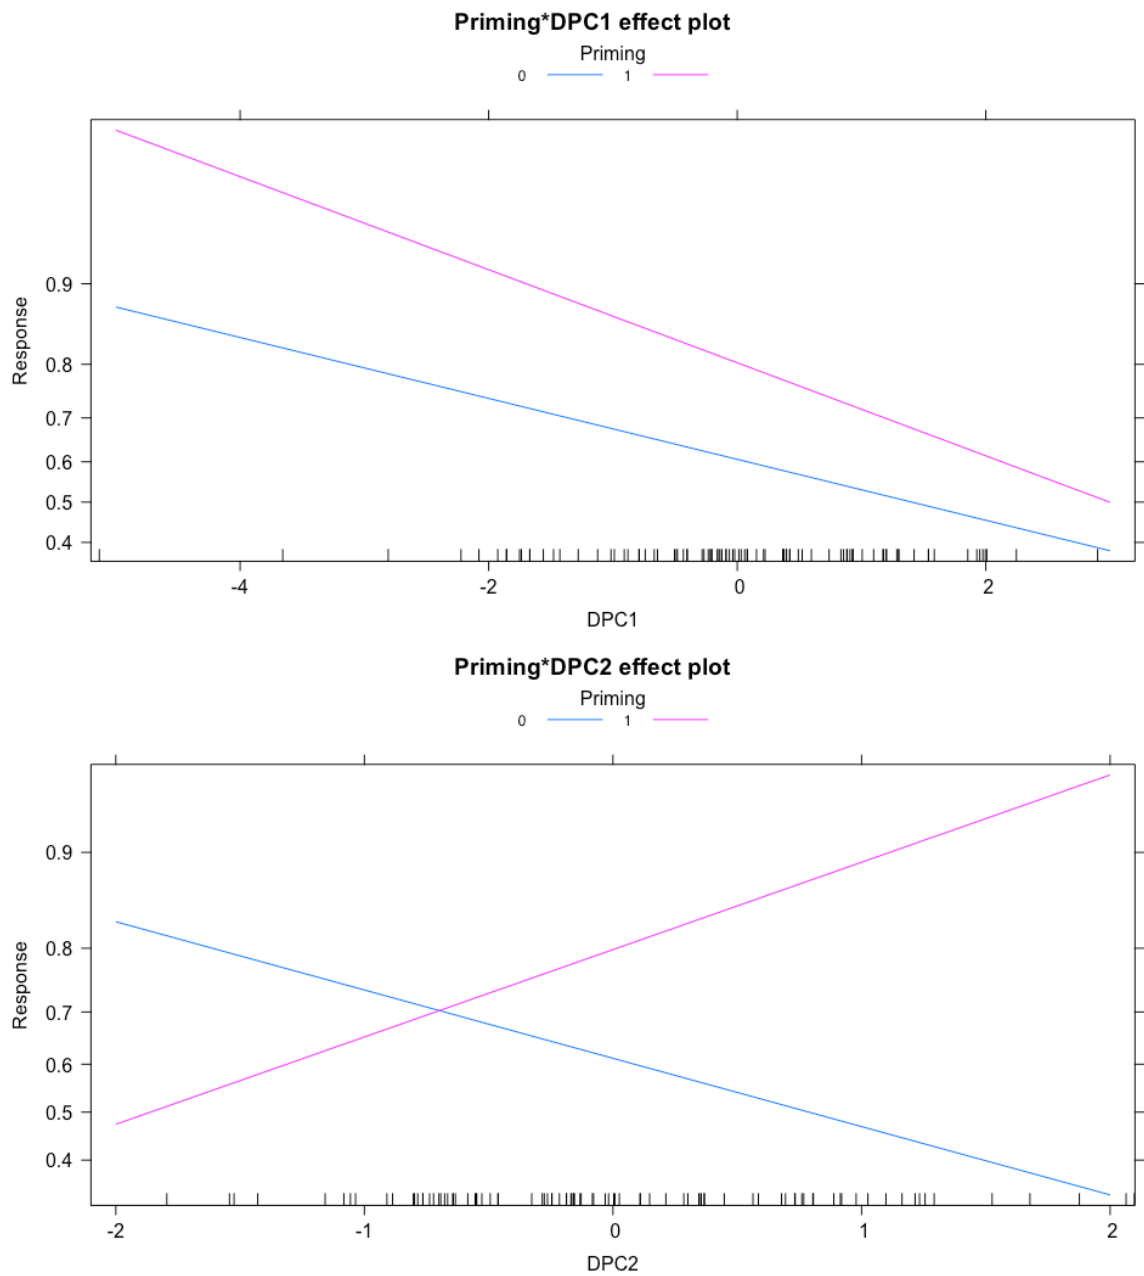 Priming*DPC1 effect plot
Priming
0 1
0.9
0.8
0.7
0.6
0.5
0.4
Response
-4 -2 0 2
DPC1
Priming*DPC2 effect plot
Priming
0 1
0.9
0.8
0.7
0.6
0.5
0.4
Response
-2 -1 0 1 2
DPC2